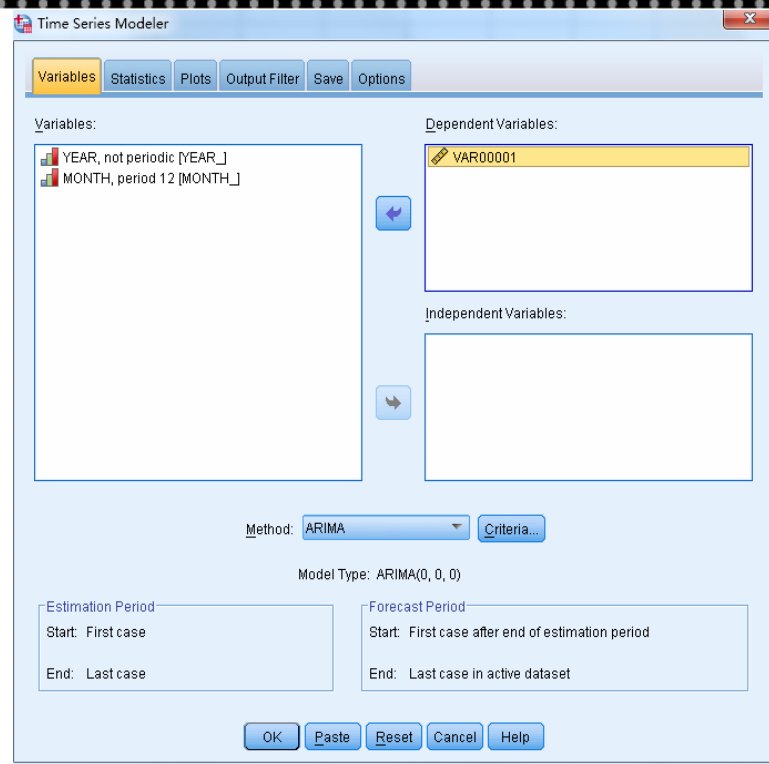 Time Series Modeler
Variables Statistics Plots Output Filter Save Options
Variables:
YEAR, not periodic [YEAR_]
MONTH, period 12 [MONTH_]
Dependent Variables:
VAR00001
Independent Variables:
Method: ARIMA Criteria...
Model Type: ARIMA(0, 0, 0)
Estimation Period
Start: First case
End: Last case
Forecast Period
Start: First case after end of estimation period
End: Last case in active dataset
OK Paste Reset Cancel Help